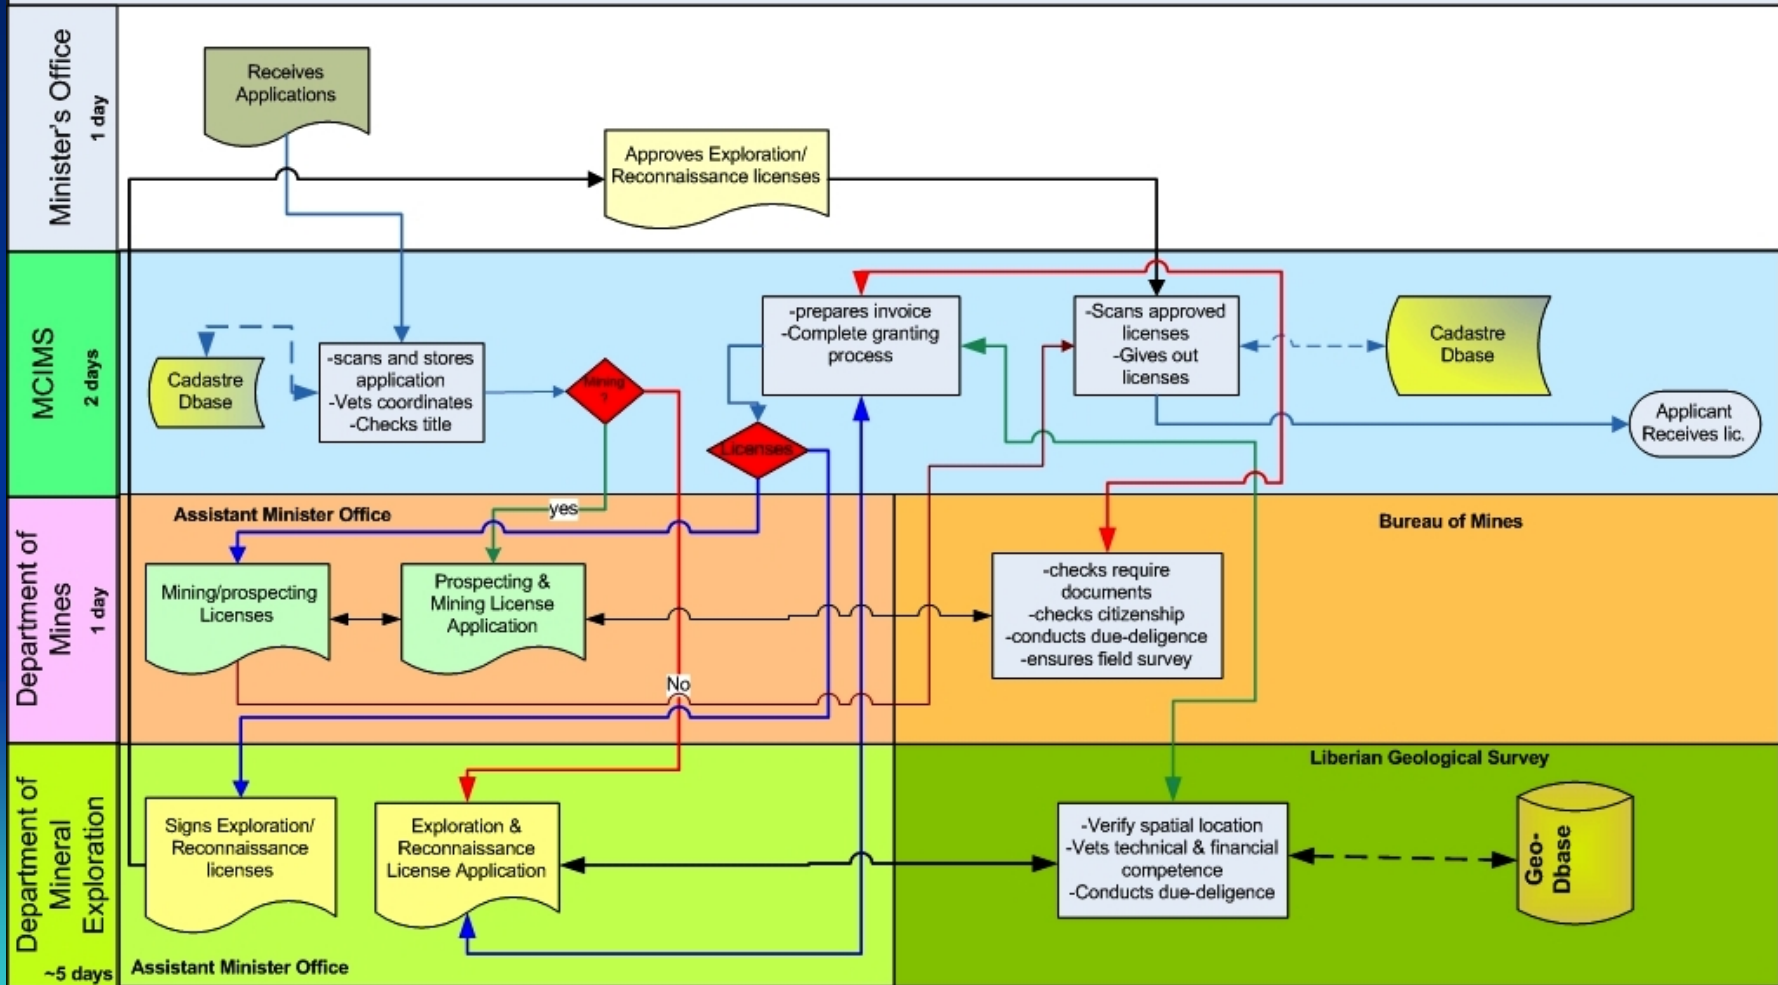 Minister's Office
1 day
Receives
Applications
Approves Exploration/
Reconnaissance licenses
MCIMS
2 days
Cadastre
Dbase
-scans and stores
application
-Vets coordinates
-Checks title
Mining
?
-prepares invoice
-Complete granting
process
Licenses
-Scans approved
licenses
-Gives out
licenses
Cadastre
Dbase
Applicant
Receives lic.
Department of
Mines
1 day
Assistant Minister Office
yes
Mining/prospecting
Licenses
Prospecting &
Mining License
Application
No
Bureau of Mines
-checks require
documents
-checks citizenship
-conducts due-deligence
-ensures field survey
Department of
Mineral
Exploration
~5 days
Signs Exploration/
Reconnaissance
licenses
Exploration &
Reconnaissance
License Application
Assistant Minister Office
Liberian Geological Survey
-Verify spatial location
-Vets technical & financial
competence
-Conducts due-deligence
Geo-
Dbase